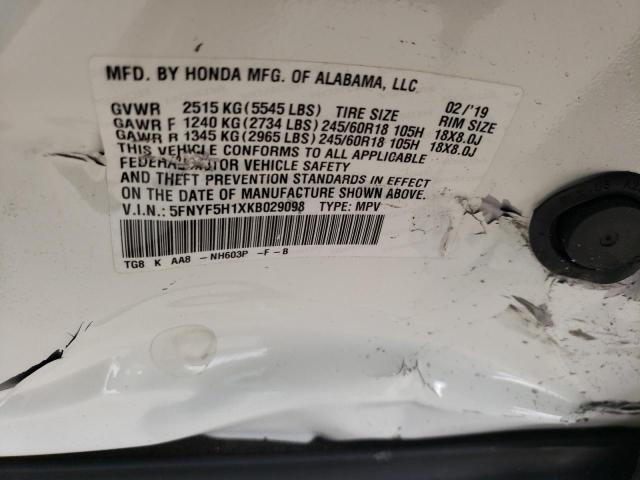 MFD. BY HONDA MFG. OF ALABAMA, LLC
GVWR 2515 KG (5545 LBS) TIRE SIZE 02/'19 RIM SIZE
GAWR F 1240 KG (2734 LBS) 245/60R18 105H 18X8.0J
GAWR R 1345 KG (2965 LBS) 245/60R18 105H 18X8.0J
THIS VEHICLE CONFORMS TO ALL APPLICABLE
FEDERAL MOTOR VEHICLE SAFETY
AND THEFT PREVENTION STANDARDS IN EFFECT
ON THE DATE OF MANUFACTURE SHOWN ABOVE.
V.I.N.: 5FNYF5H1XKB029098 TYPE: MPV
TG8 K AA8 -NH603P -F-B